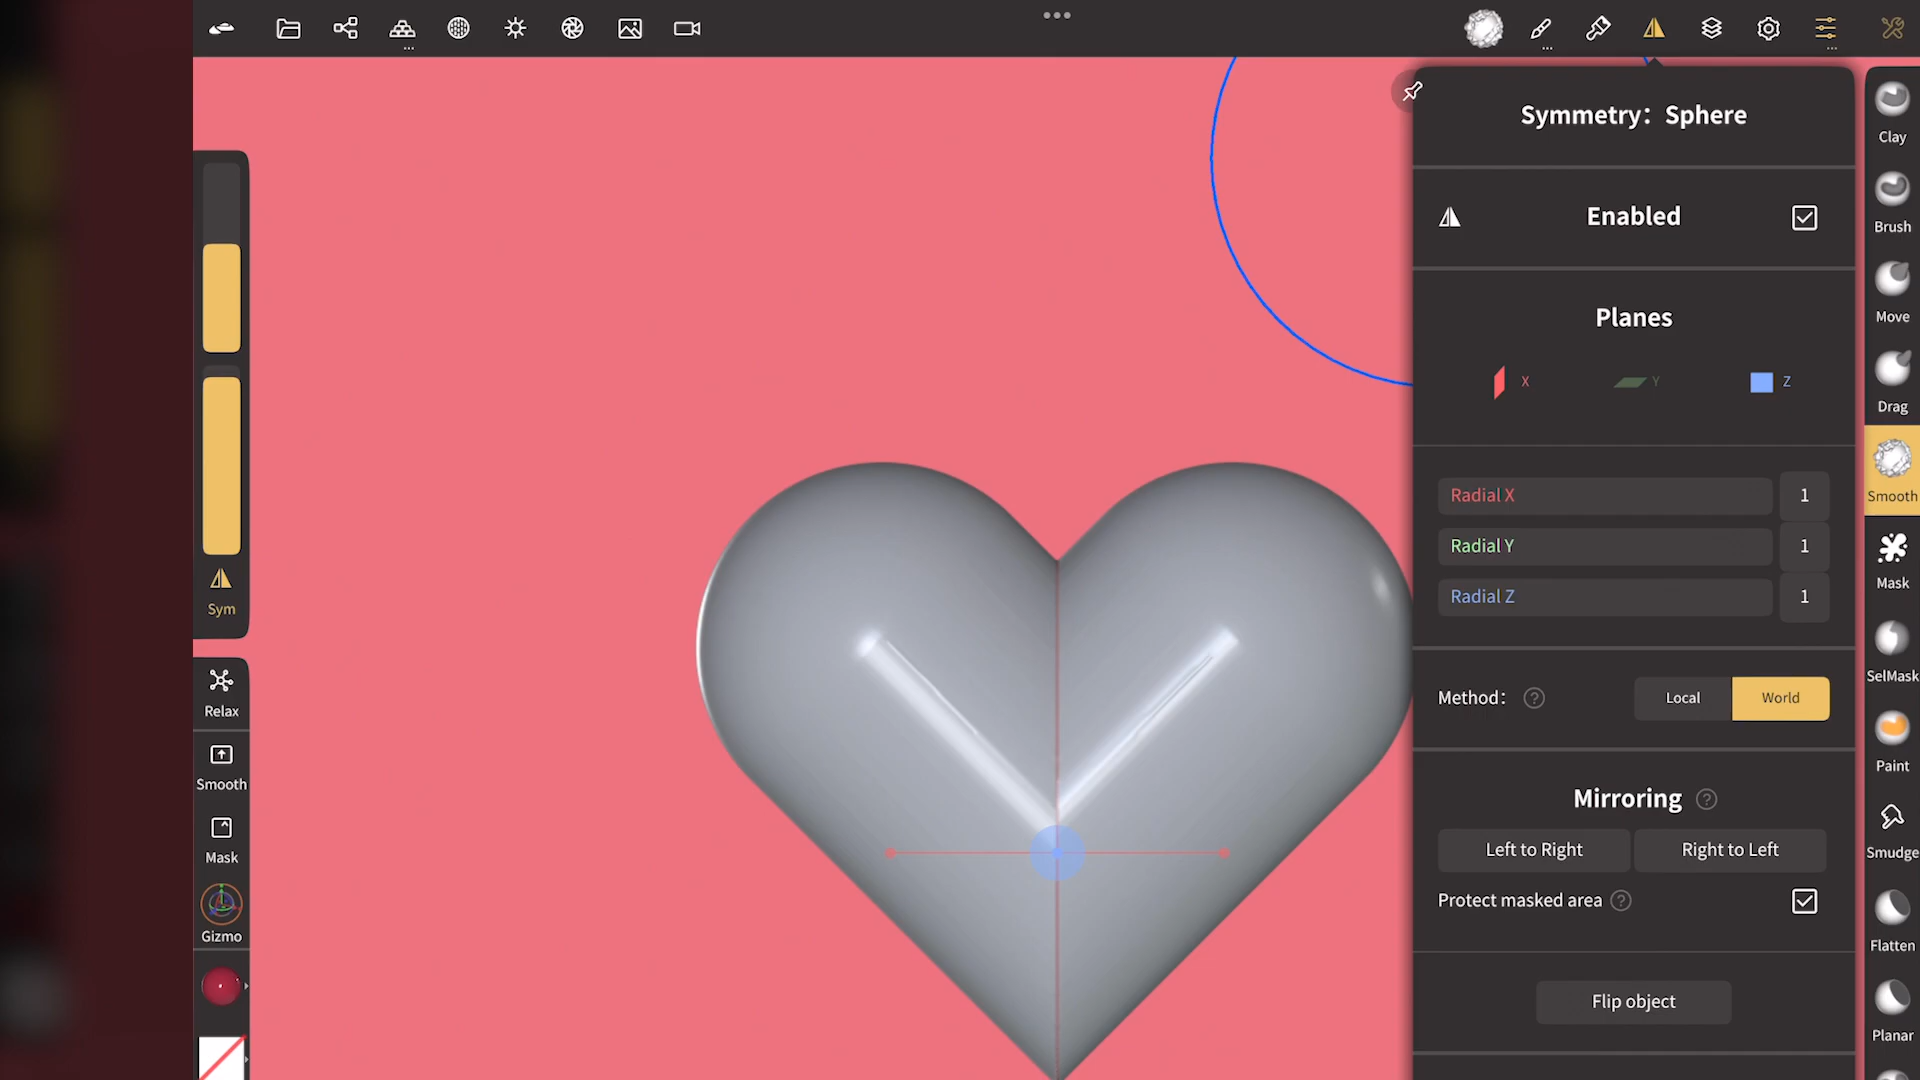 Symmetry: Sphere
Enabled
Planes
X
Y
Z
Radial X
1
Radial Y
1
Radial Z
1
Method: ?
Local
World
Mirroring ?
Left to Right
Right to Left
Protect masked area ?
Flip object
Sym
Relax
Smooth
Mask
Gizmo
Clay
Brush
Move
Drag
Smooth
Mask
SelMask
Paint
Smudge
Flatten
Planar